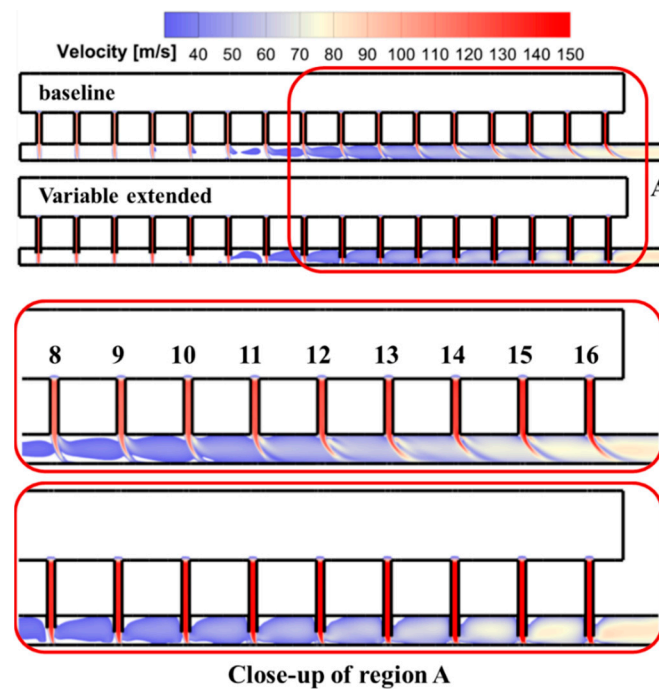 Velocity [m/s] 40 50 60 70 80 90 100 110 120 130 140 150
baseline
A
Variable extended
8 9 10 11 12 13 14 15 16
Close-up of region A